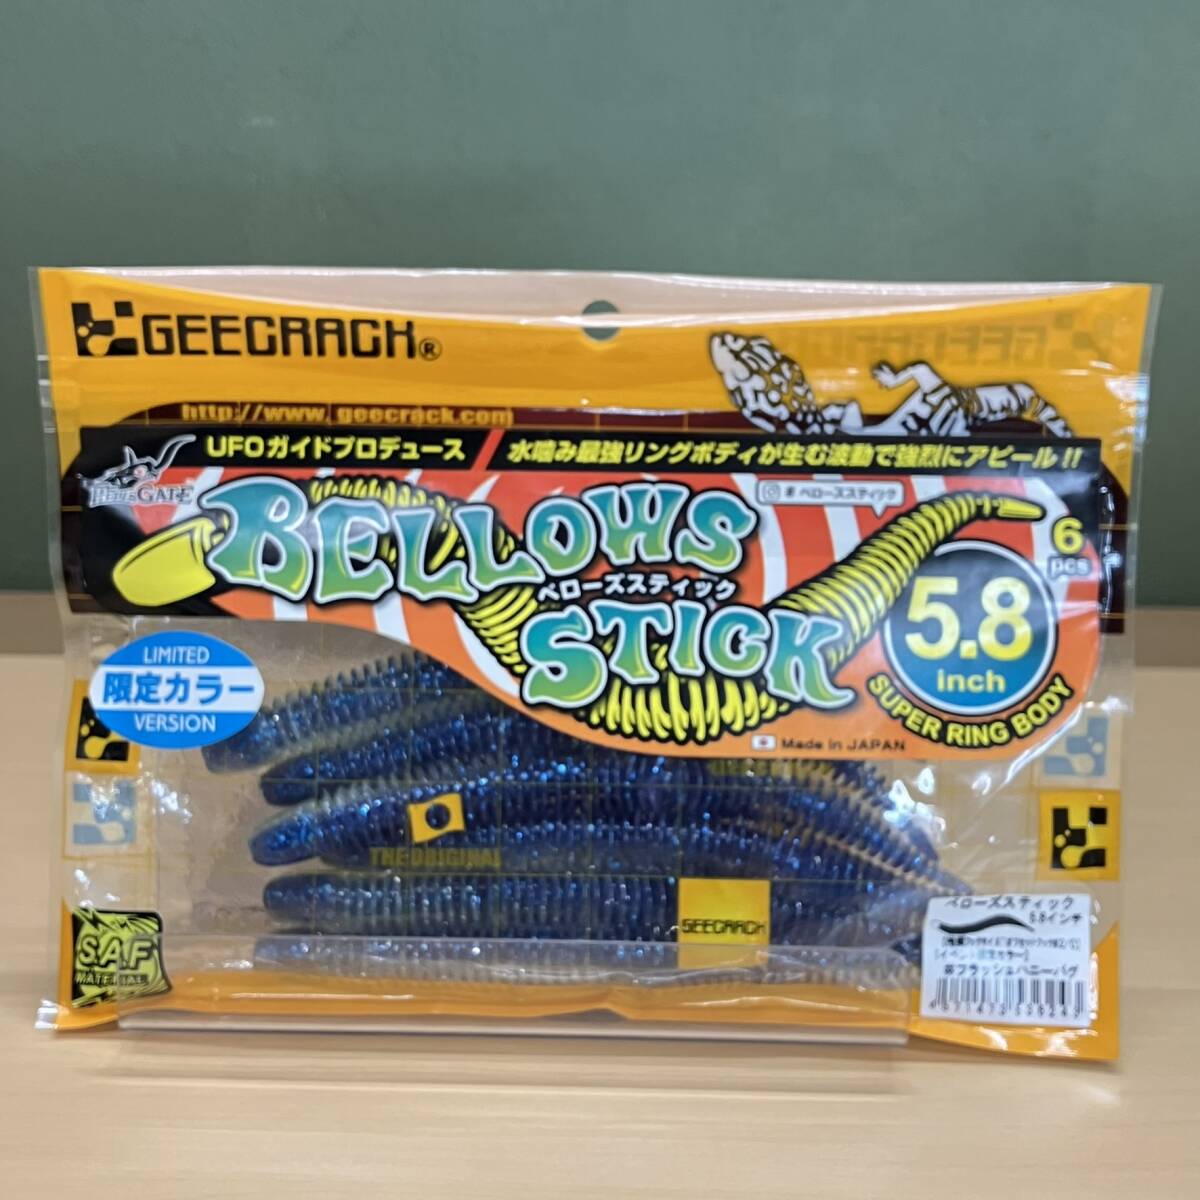 GEECRACK®
http://www.geecrack.com
UFOガイドプロデュース
水噛み最強リングボディが生む波動で強烈にアピール!!
BELLOWS
STICK
ベローズスティック
# ベローズスティック
6
pcs
5.8
inch
SUPER RING BODY
Made in JAPAN
LIMITED
限定カラー
VERSION
THE ORIGINAL
GEECRACK
S.A.F
MATERIAL
ベローズスティック
5.8インチ